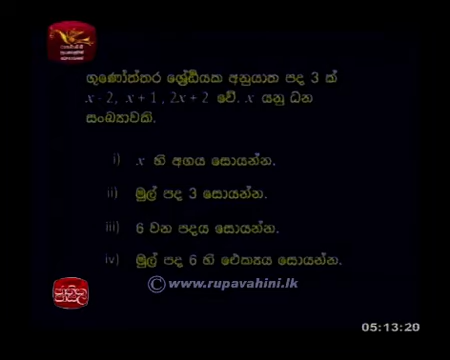 ගුණෝත්තර ශ්‍රේඪියක අනුයාත පද 3 ක්
x - 2, x + 1 , 2x + 2 වේ. x යනු ධන
සංඛ්‍යාවකි.
i) x හි අගය සොයන්න.
ii) මුල් පද 3 සොයන්න.
iii) 6 වන පදය සොයන්න.
iv) මුල් පද 6 හි ඓක්‍යය සොයන්න.
© www.rupavahini.lk
05:13:20